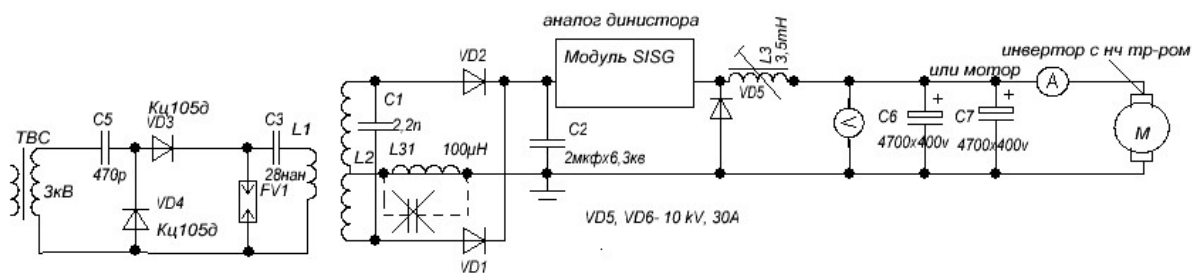 аналог динистора
Модуль SISG
L3
3,5mH
инвертор с нч тр-ром
или мотор
VD2
VD5
A
V
C6
4700x400v
+
C7
4700x400v
+
M
C1
2,2n
C2
2мкфx6,3кв
L2
L31
100µH
VD1
VD5, VD6- 10 kV, 30A
ТВС
3кВ
C5
470p
Кц105д
VD3
VD4
Кц105д
C3
28нан
FV1
L1